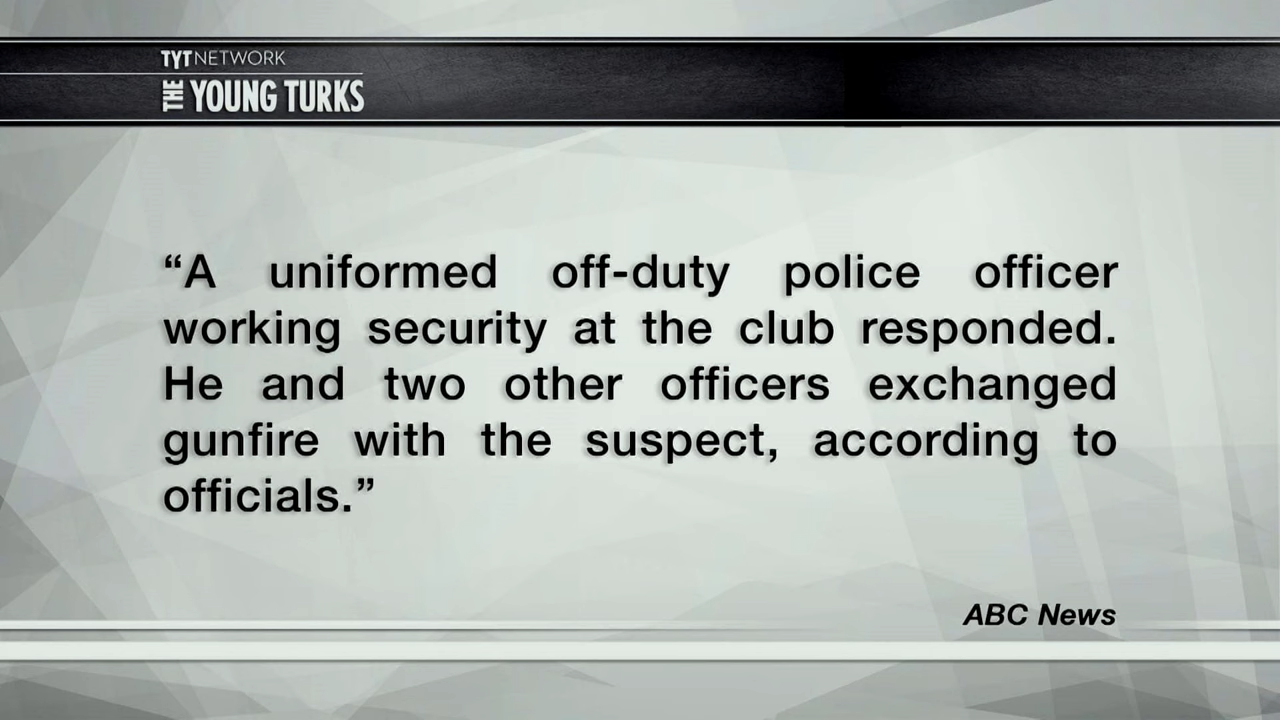 TYT NETWORK
THE YOUNG TURKS
“A uniformed off-duty police officer
working security at the club responded.
He and two other officers exchanged
gunfire with the suspect, according to
officials.”
ABC News